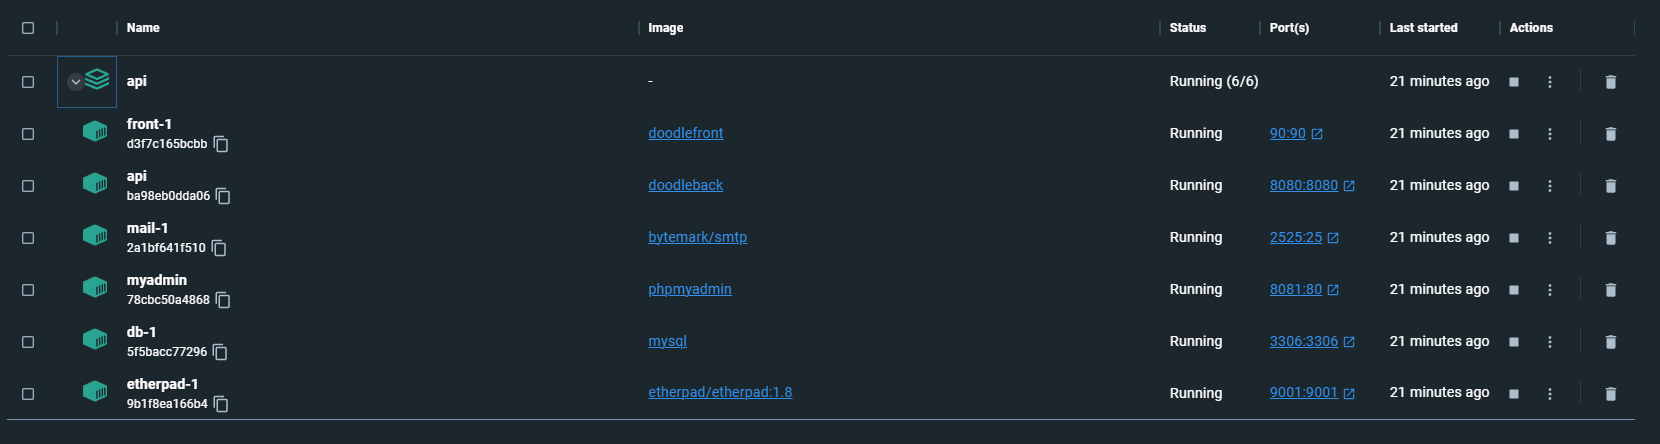 Name Image Status Port(s) Last started Actions
api - Running (6/6) 21 minutes ago
front-1
d3f7c165bcbb doodlefront Running 90:90 21 minutes ago
api
ba98eb0dda06 doodleback Running 8080:8080 21 minutes ago
mail-1
2a1bf641f510 bytemark/smtp Running 2525:25 21 minutes ago
myadmin
78cbc50a4868 phpmyadmin Running 8081:80 21 minutes ago
db-1
5f5bacc77296 mysql Running 3306:3306 21 minutes ago
etherpad-1
9b1f8ea166b4 etherpad/etherpad:1.8 Running 9001:9001 21 minutes ago